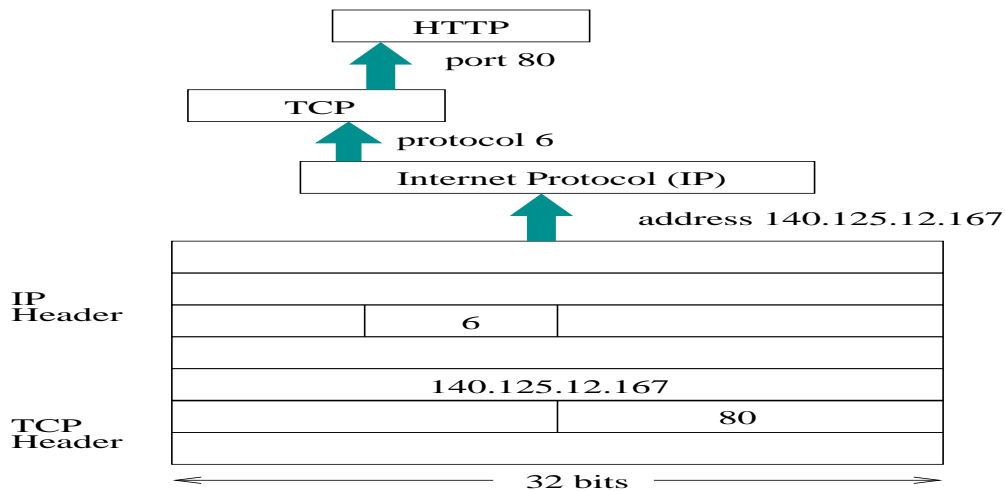 HTTP
port 80
TCP
protocol 6
Internet Protocol (IP)
address 140.125.12.167
IP
Header
6
140.125.12.167
TCP
Header
80
32 bits